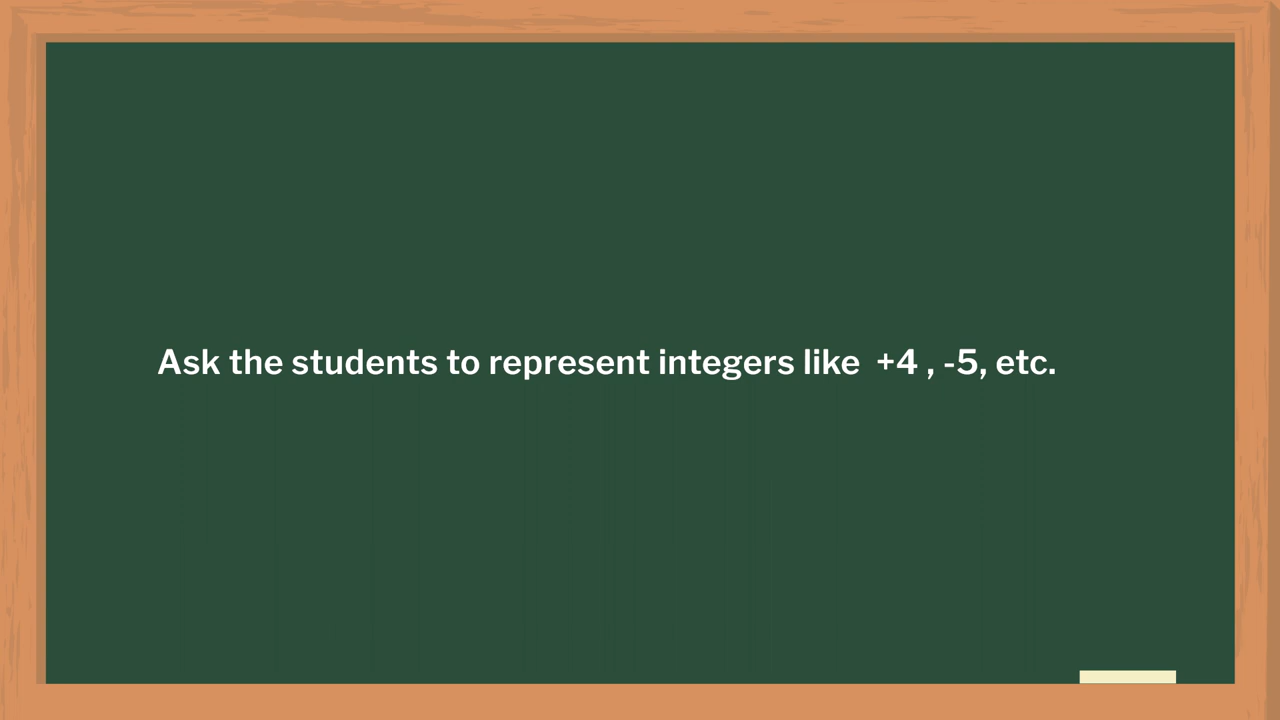 Ask the students to represent integers like  +4 , -5, etc.